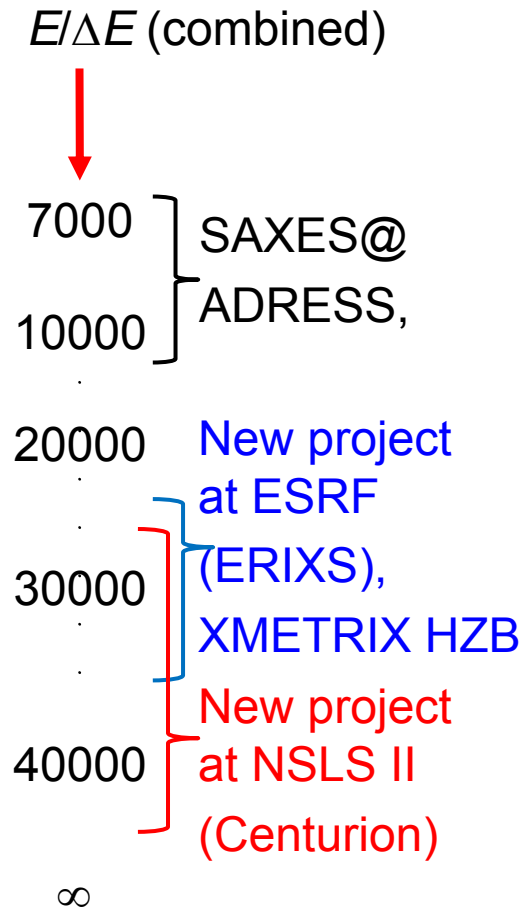 E/ΔE (combined)
7000
SAXES@
ADRESS,
10000
.
20000
New project
at ESRF
.
.
(ERIXS),
30000
XMETRIX HZB
.
.
New project
40000
at NSLS II
(Centurion)
∞